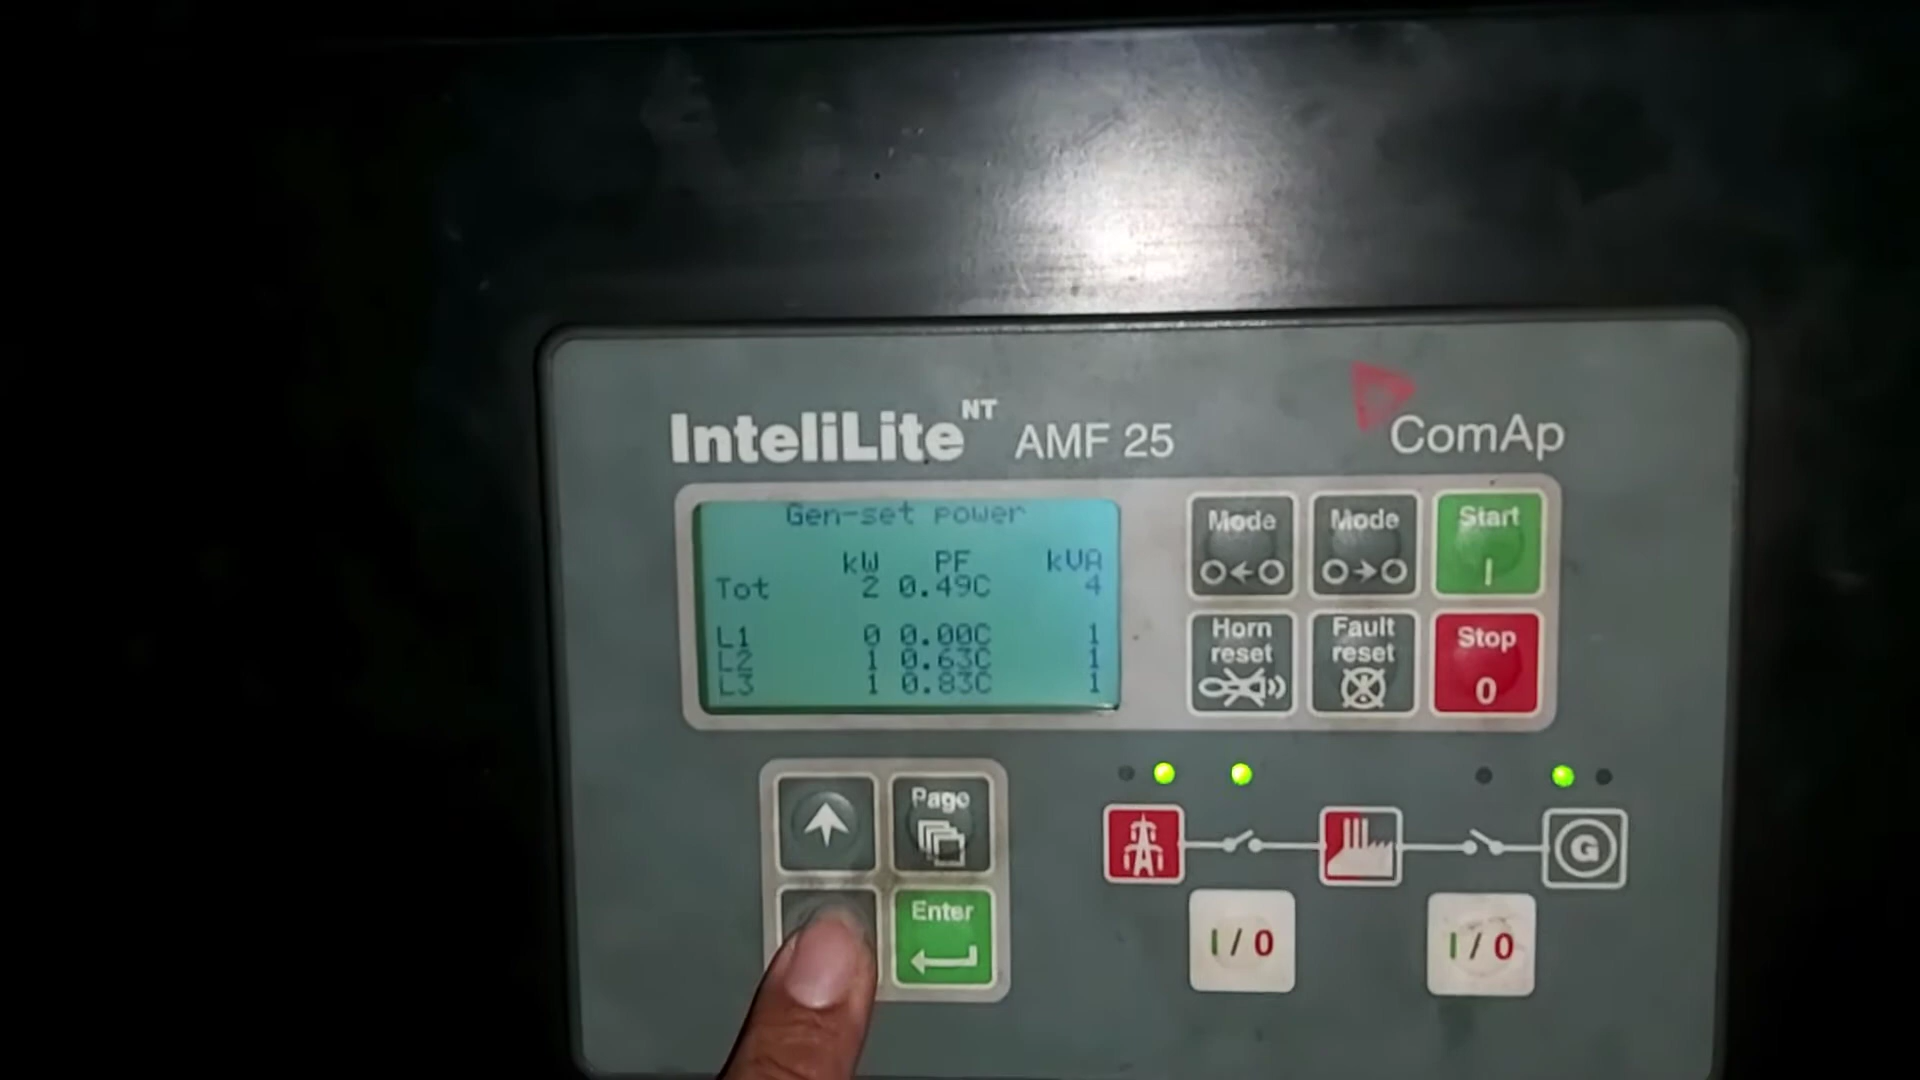 InteliLite NT AMF 25
ComAp
Gen-set power
kW PF kVA
Tot 2 0.49C 4
L1 0 0.00C 1
L2 1 0.63C 1
L3 1 0.83C 1
Mode
Mode
Start
I
Horn reset
Fault reset
Stop
0
Page
Enter
G
I / 0
I / 0